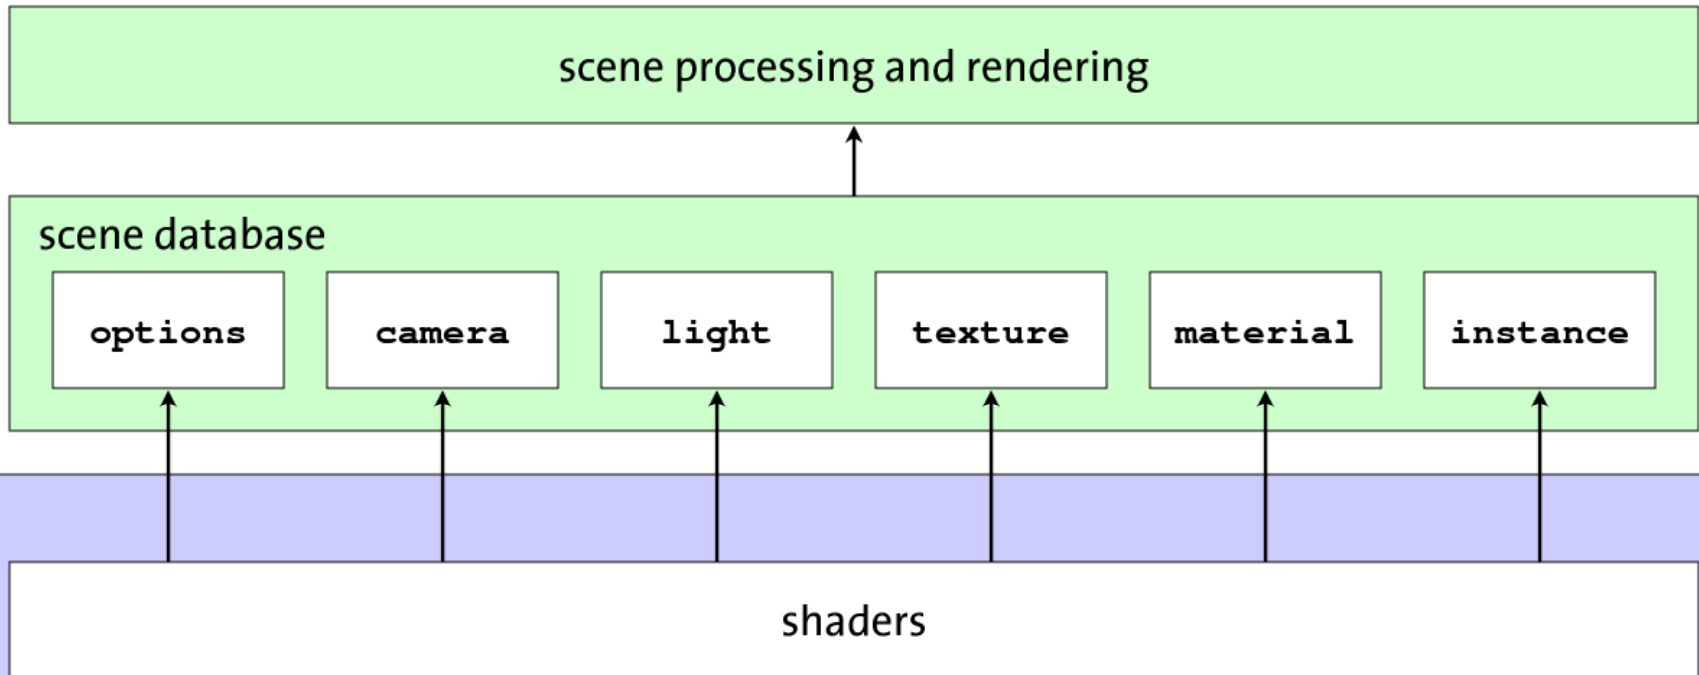 scene processing and rendering
scene database
options camera light texture material instance
shaders